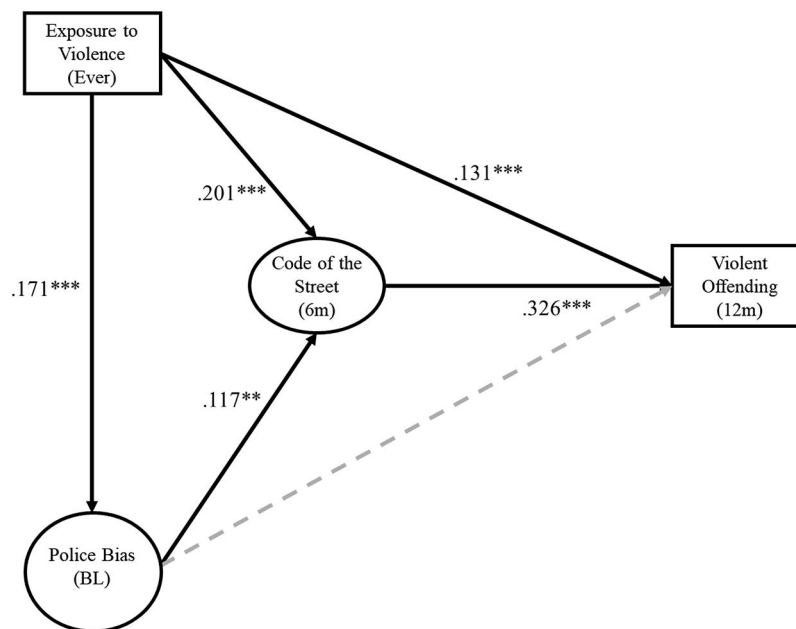 Exposure to
Violence
(Ever)
.131***
.201***
Code of the
Street
(6m)
Violent
Offending
(12m)
.171***
.326***
.117**
Police Bias
(BL)